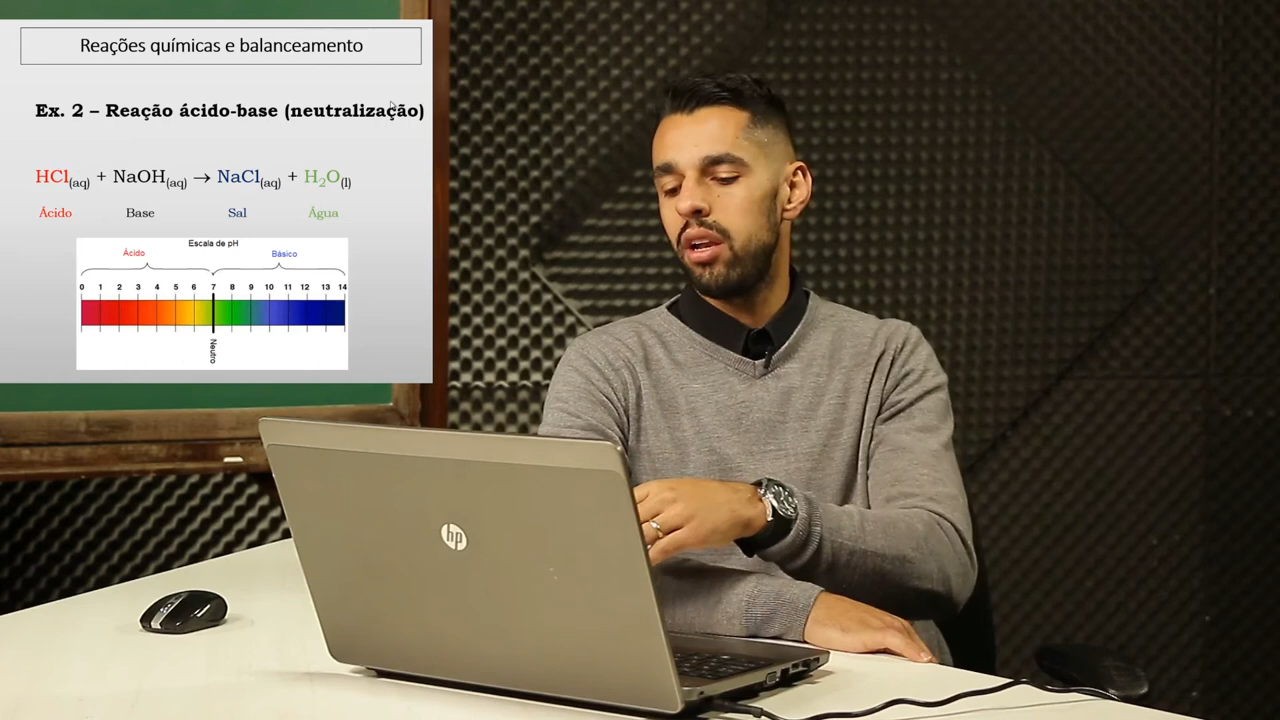 Reações químicas e balanceamento
Ex. 2 – Reação ácido-base (neutralização)
HCl(aq) + NaOH(aq) → NaCl(aq) + H₂O(l)
Ácido Base Sal Água
Escala de pH
Ácido Básico
0 1 2 3 4 5 6 7 8 9 10 11 12 13 14
Neutro
hp